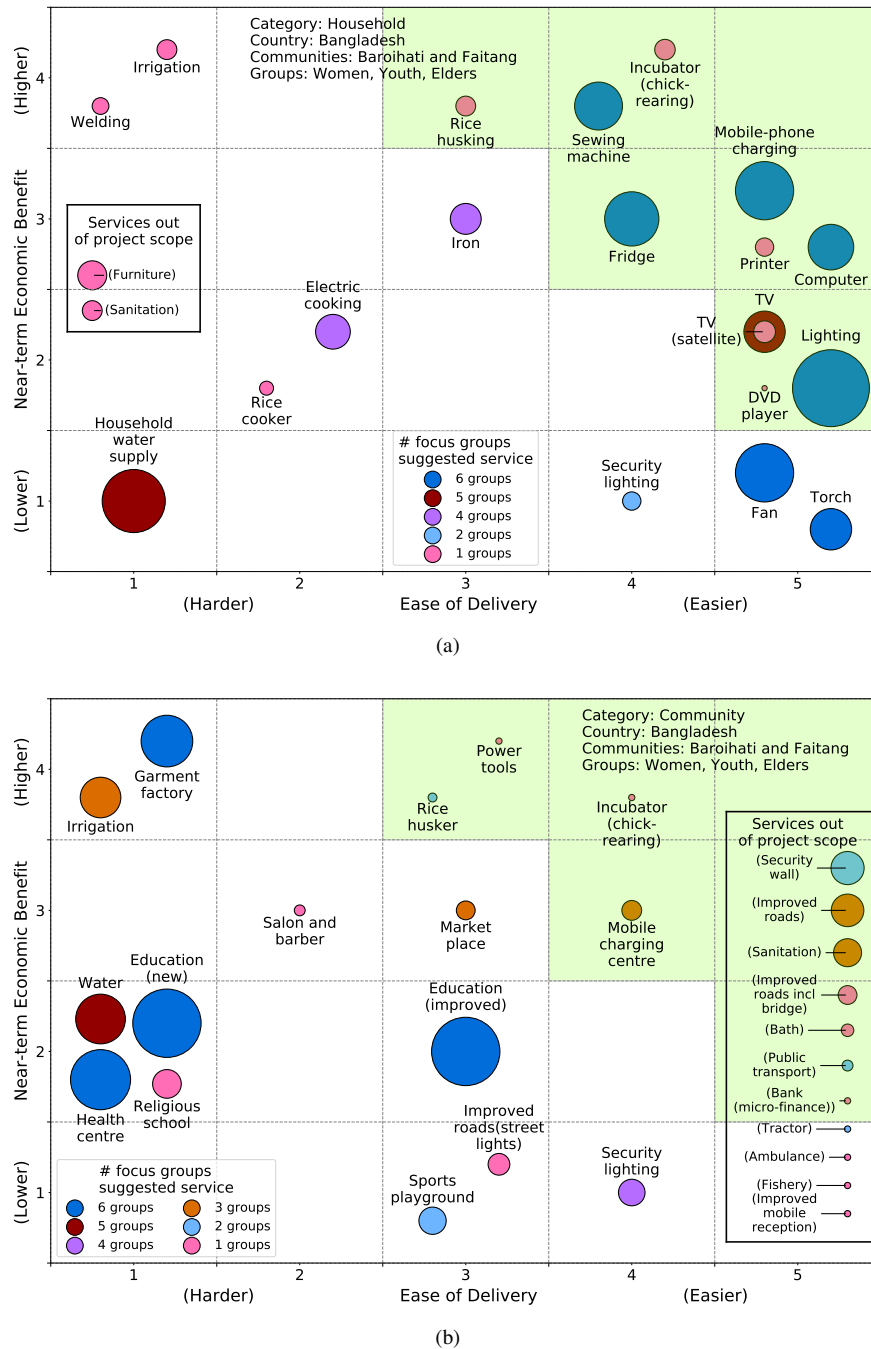 Category: Household
Country: Bangladesh
Communities: Baroihati and Faitang
Groups: Women, Youth, Elders
(Higher)
Near-term Economic Benefit
(Lower)
4
3
2
1
Irrigation
Welding
Rice
husking
Sewing
machine
Incubator
(chick-
rearing)
Mobile-phone
charging
Services out
of project scope
(Furniture)
(Sanitation)
Iron
Fridge
Printer
Computer
Electric
cooking
Rice
cooker
TV
TV
(satellite)
Lighting
DVD
player
Household
water
supply
# focus groups
suggested service
6 groups
5 groups
4 groups
2 groups
1 groups
Security
lighting
Fan
Torch
1
2
3
4
5
(Harder)
Ease of Delivery
(Easier)
(a)
Category: Community
Country: Bangladesh
Communities: Baroihati and Faitang
Groups: Women, Youth, Elders
(Higher)
Near-term Economic Benefit
(Lower)
4
3
2
1
Garment
factory
Irrigation
Power
tools
Rice
husker
Incubator
(chick-
rearing)
Salon and
barber
Market
place
Mobile
charging
centre
Services out
of project scope
(Security
wall)
(Improved
roads)
(Sanitation)
(Improved
roads incl
bridge)
(Bath)
(Public
transport)
(Bank
(micro-finance))
(Tractor)
(Ambulance)
(Fishery)
(Improved
mobile
reception)
Water
Education
(new)
Health
centre
Religious
school
Education
(improved)
Improved
roads(street
lights)
Sports
playground
Security
lighting
# focus groups
suggested service
6 groups
5 groups
4 groups
3 groups
2 groups
1 groups
1
2
3
4
5
(Harder)
Ease of Delivery
(Easier)
(b)